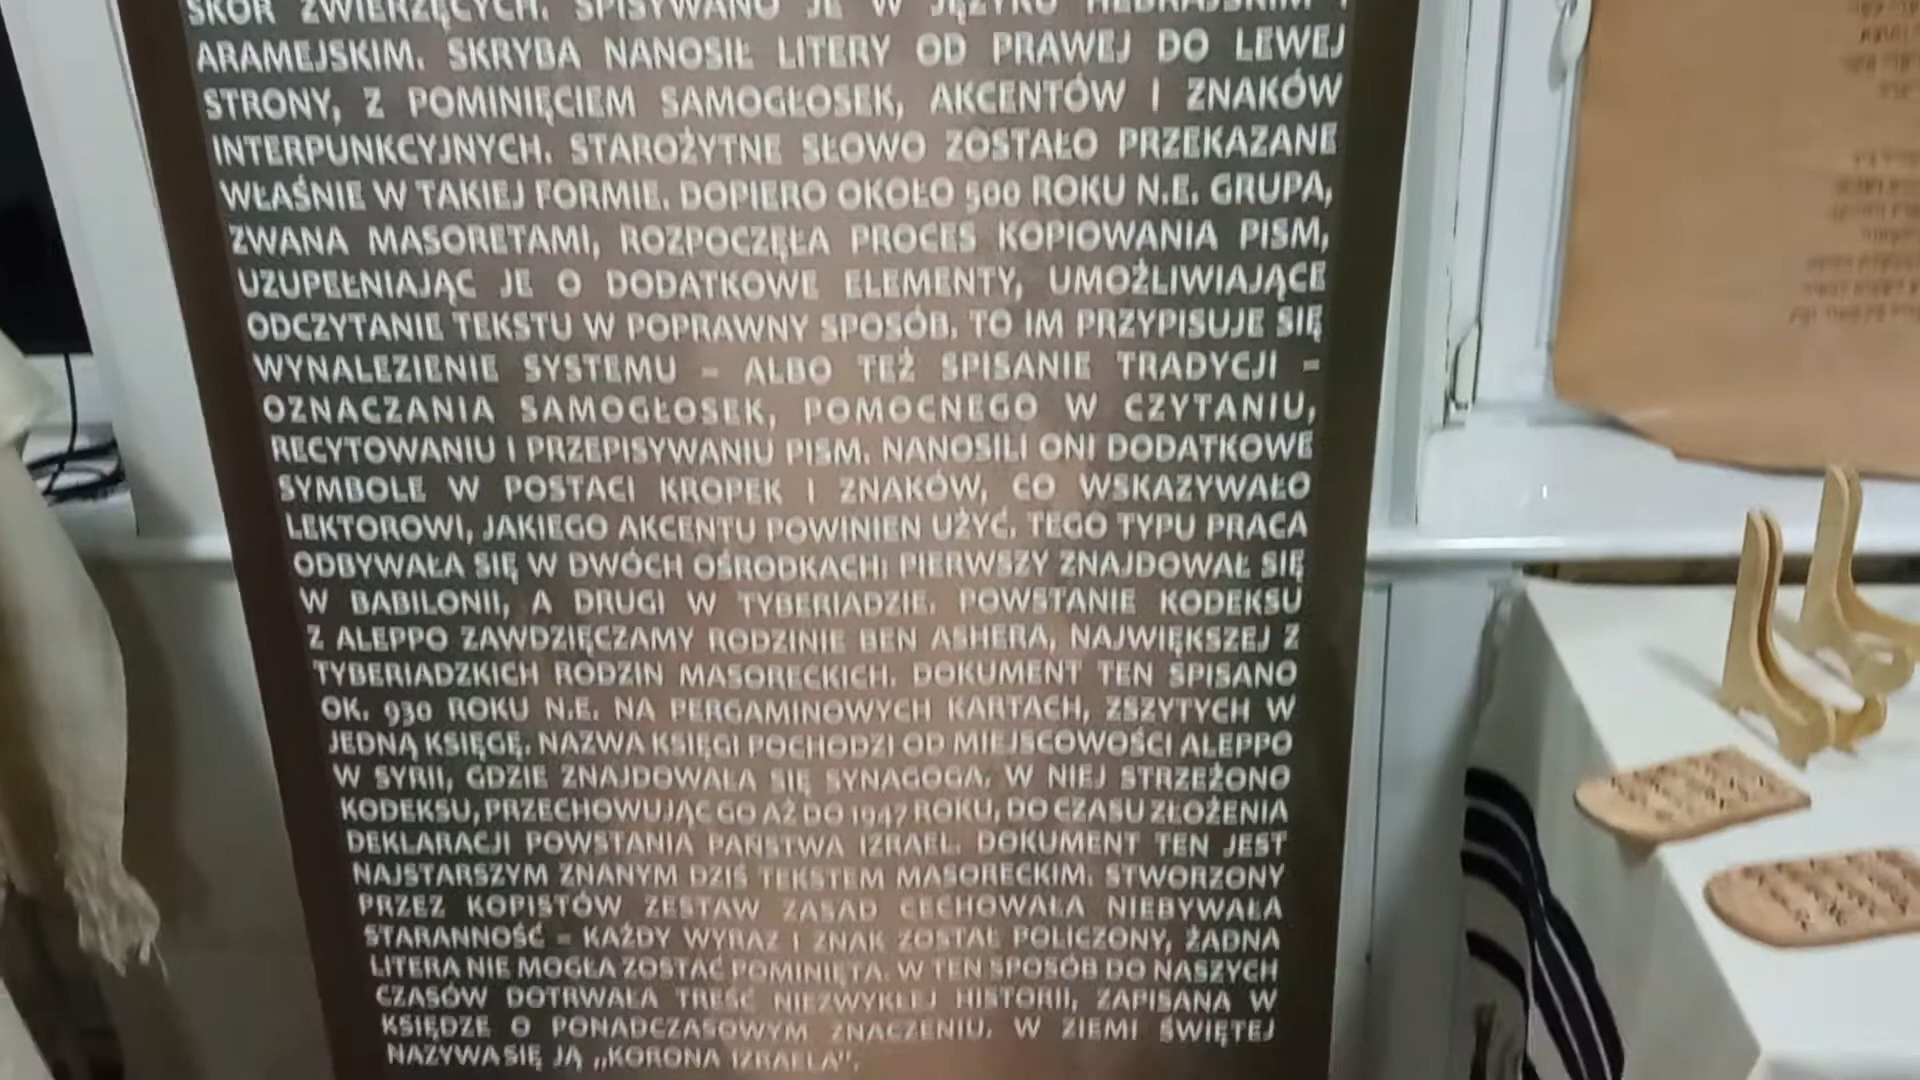 SKÓR ZWIERZĘCYCH. SPISYWANO JE W JĘZYKU HEBRAJSKIM I
ARAMEJSKIM. SKRYBA NANOSIŁ LITERY OD PRAWEJ DO LEWEJ
STRONY, Z POMINIĘCIEM SAMOGŁOSEK, AKCENTÓW I ZNAKÓW
INTERPUNKCYJNYCH. STAROŻYTNE SŁOWO ZOSTAŁO PRZEKAZANE
WŁAŚNIE W TAKIEJ FORMIE. DOPIERO OKOŁO 500 ROKU N.E. GRUPA,
ZWANA MASORETAMI, ROZPOCZĘŁA PROCES KOPIOWANIA PISM,
UZUPEŁNIAJĄC JE O DODATKOWE ELEMENTY, UMOŻLIWIAJĄCE
ODCZYTANIE TEKSTU W POPRAWNY SPOSÓB. TO IM PRZYPISUJE SIĘ
WYNALEZIENIE SYSTEMU – ALBO TEŻ SPISANIE TRADYCJI –
OZNACZANIA SAMOGŁOSEK, POMOCNEGO W CZYTANIU,
RECYTOWANIU I PRZEPISYWANIU PISM. NANOSILI ONI DODATKOWE
SYMBOLE W POSTACI KROPEK I ZNAKÓW, CO WSKAZYWAŁO
LEKTOROWI, JAKIEGO AKCENTU POWINIEN UŻYĆ. TEGO TYPU PRACA
ODBYWAŁA SIĘ W DWÓCH OŚRODKACH: PIERWSZY ZNAJDOWAŁ SIĘ
W BABILONII, A DRUGI W TYBERIADZIE. POWSTANIE KODEKSU
Z ALEPPO ZAWDZIĘCZAMY RODZINIE BEN ASHERA, NAJWIĘKSZEJ Z
TYBERIADZKICH RODZIN MASORECKICH. DOKUMENT TEN SPISANO
OK. 930 ROKU N.E. NA PERGAMINOWYCH KARTACH, ZSZYTYCH W
JEDNĄ KSIĘGĘ. NAZWA KSIĘGI POCHODZI OD MIEJSCOWOŚCI ALEPPO
W SYRII, GDZIE ZNAJDOWAŁA SIĘ SYNAGOGA. W NIEJ STRZEŻONO
KODEKSU, PRZECHOWUJĄC GO AŻ DO 1947 ROKU, DO CZASU ZŁOŻENIA
DEKLARACJI POWSTANIA PAŃSTWA IZRAEL. DOKUMENT TEN JEST
NAJSTARSZYM ZNANYM DZIŚ TEKSTEM MASORECKIM. STWORZONY
PRZEZ KOPISTÓW ZESTAW ZASAD CECHOWAŁA NIEBYWAŁA
STARANNOŚĆ – KAŻDY WYRAZ I ZNAK ZOSTAŁ POLICZONY, ŻADNA
LITERA NIE MOGŁA ZOSTAĆ POMINIĘTA. W TEN SPOSÓB DO NASZYCH
CZASÓW DOTRWAŁA TREŚĆ NIEZWYKŁEJ HISTORII, ZAPISANA W
KSIĘDZE O PONADCZASOWYM ZNACZENIU. W ZIEMI ŚWIĘTEJ
NAZYWA SIĘ JĄ „KORONA IZRAELA".